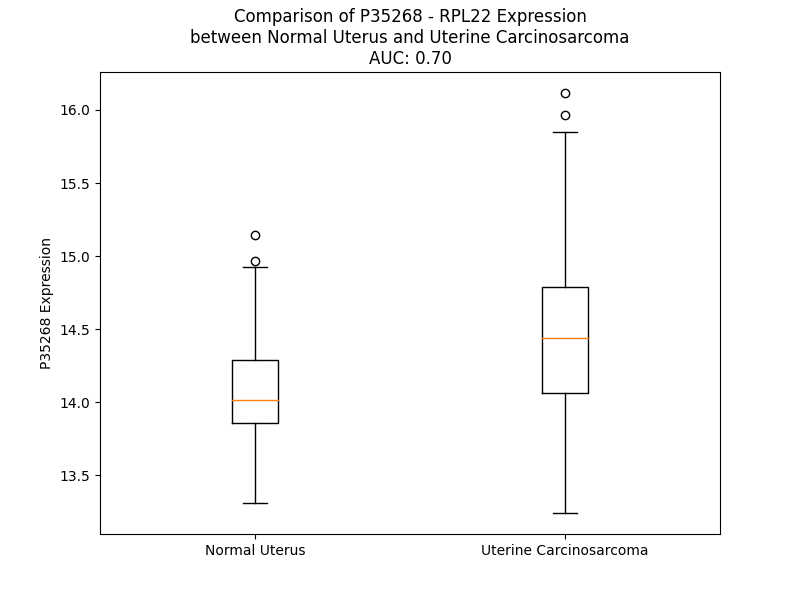 Comparison of P35268 - RPL22 Expression
between Normal Uterus and Uterine Carcinosarcoma
AUC: 0.70
16.0
15.5
15.0
14.5
14.0
13.5
P35268 Expression
Normal Uterus
Uterine Carcinosarcoma